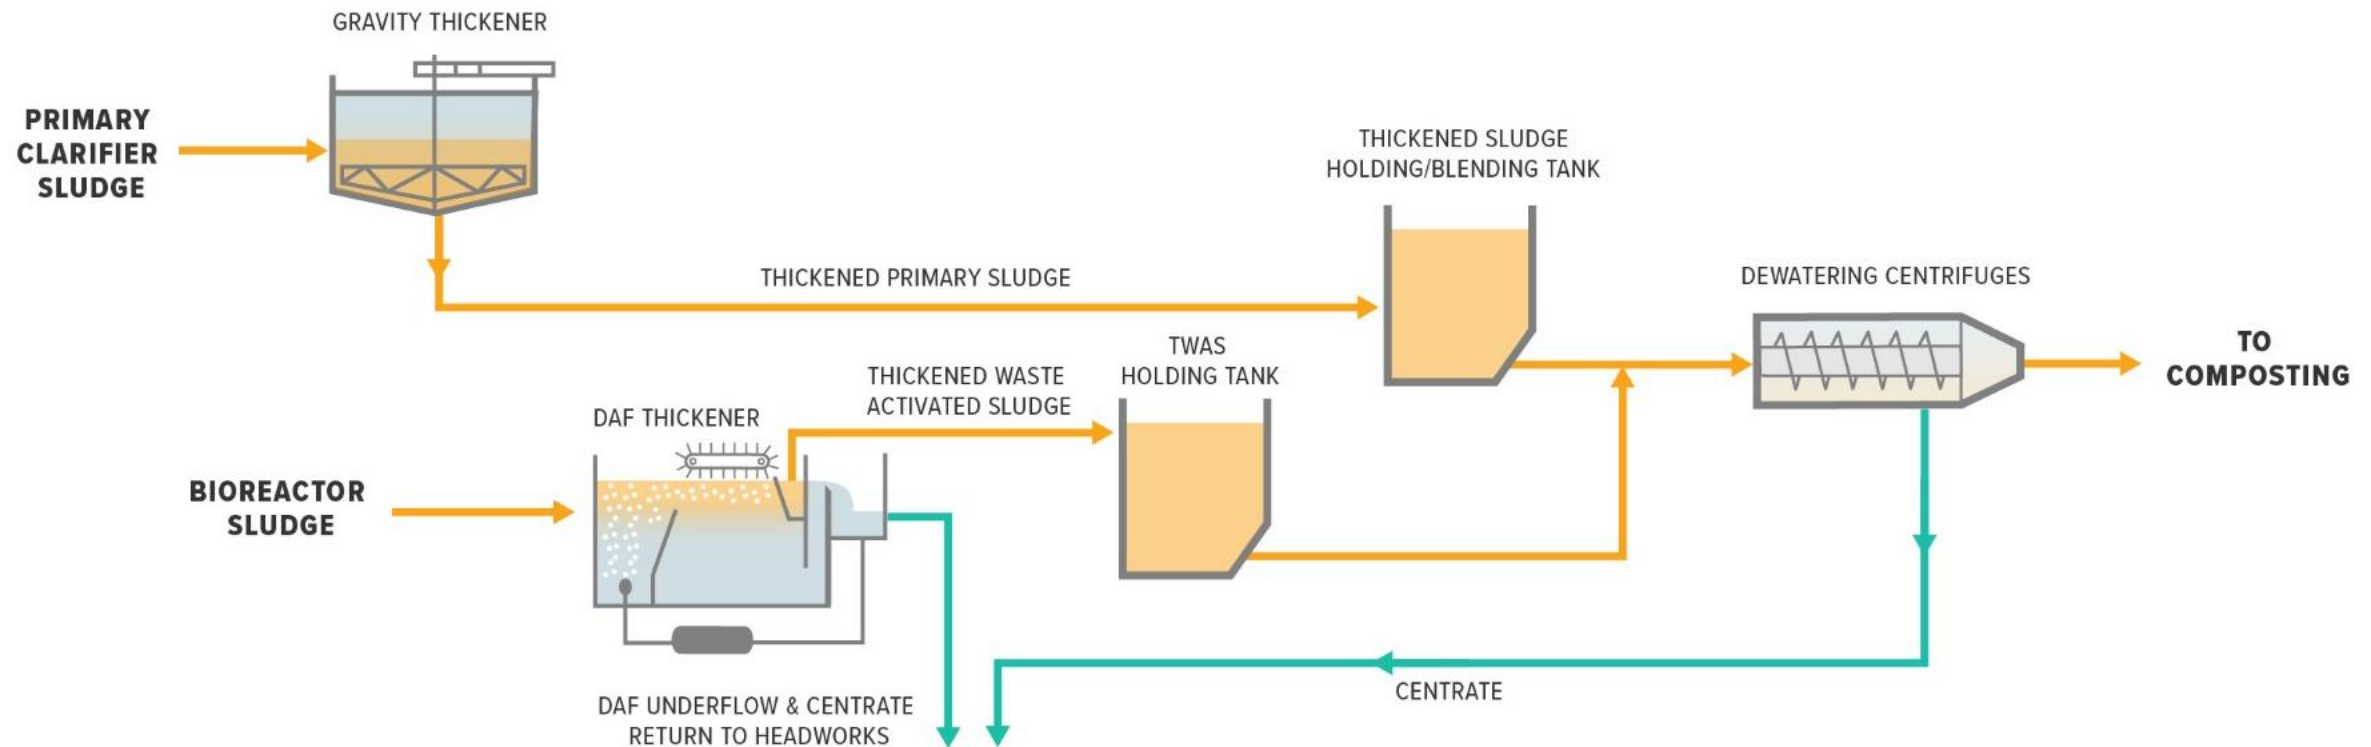 GRAVITY THICKENER
PRIMARY
CLARIFIER
SLUDGE
THICKENED SLUDGE
HOLDING/BLENDING TANK
THICKENED PRIMARY SLUDGE
DEWATERING CENTRIFUGES
TWAS
HOLDING TANK
TO
COMPOSTING
THICKENED WASTE
ACTIVATED SLUDGE
DAF THICKENER
BIOREACTOR
SLUDGE
CENTRATE
DAF UNDERFLOW & CENTRATE
RETURN TO HEADWORKS